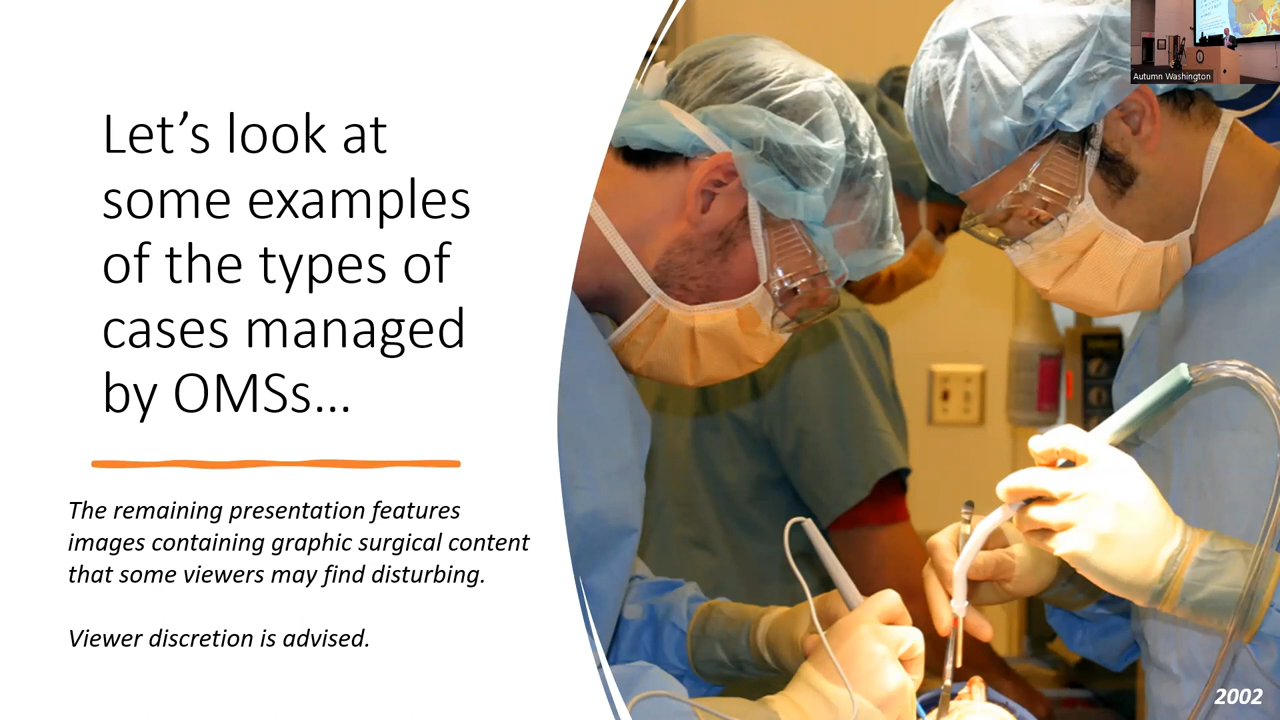 Let’s look at
some examples
of the types of
cases managed
by OMSs…
The remaining presentation features
images containing graphic surgical content
that some viewers may find disturbing.
Viewer discretion is advised.
Autumn Washington
2002